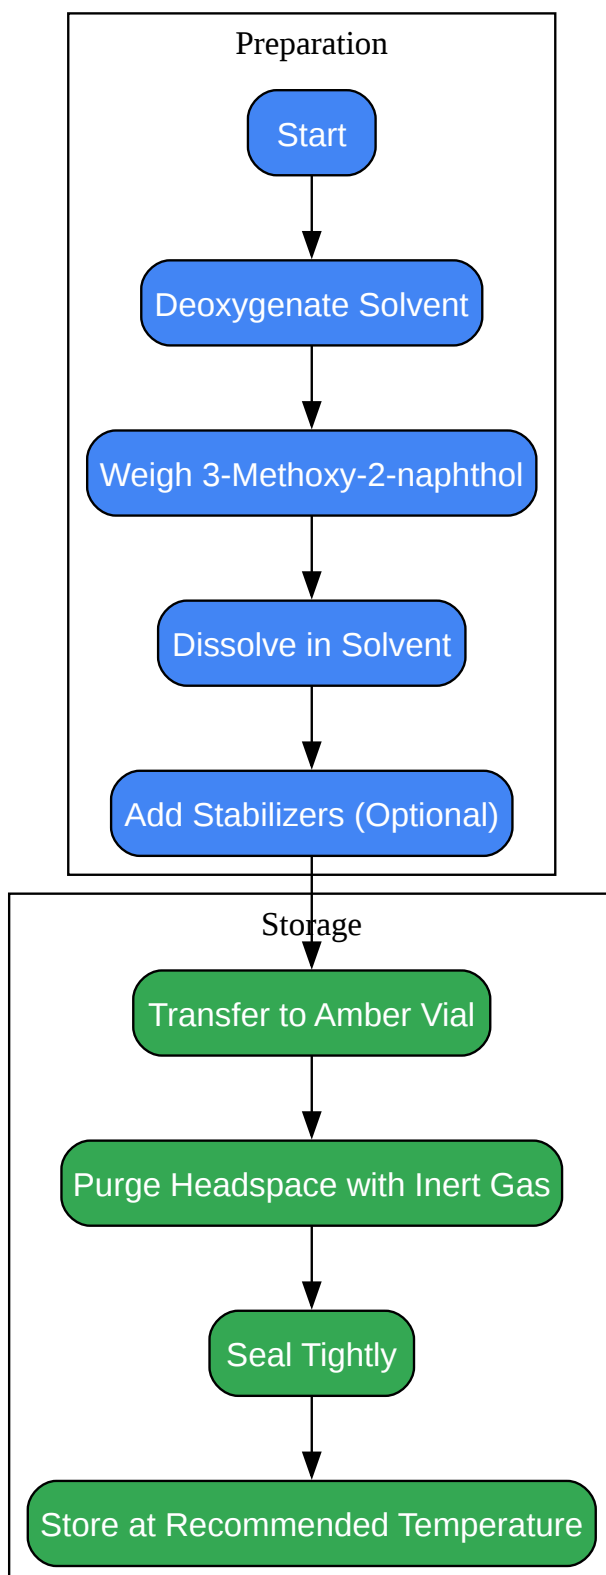 Preparation
Start
Deoxygenate Solvent
Weigh 3-Methoxy-2-naphthol
Dissolve in Solvent
Add Stabilizers (Optional)
Storage
Transfer to Amber Vial
Purge Headspace with Inert Gas
Seal Tightly
Store at Recommended Temperature